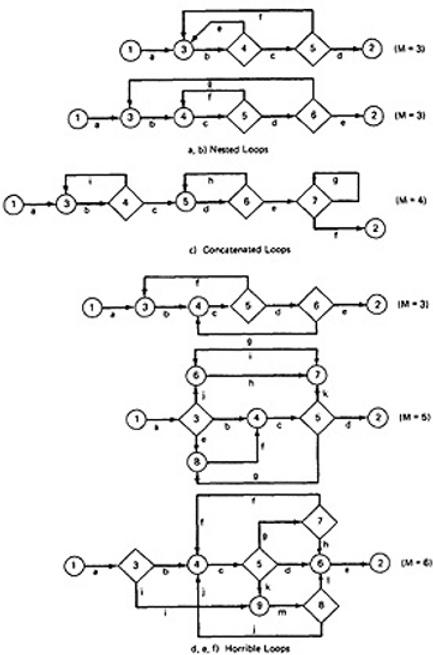 f
e
1 3 4 5 2 (M = 3)
a b c d
g
f
1 3 4 5 6 2 (M = 3)
a b c d e
a, b) Nested Loops
i h g
1 3 4 5 6 7 (M = 4)
a b c d e
f 2
c) Concatenated Loops
f
1 3 4 5 6 2 (M = 3)
a b c d e
g
i
6 h 7
j k
1 3 4 5 2 (M = 5)
a b c d
e
8 f
g
f
f 7
g h
1 3 4 5 6 2 (M = 6)
a b c d e
i j k l
i 9 m 8
j
d, e, f) Horrible Loops